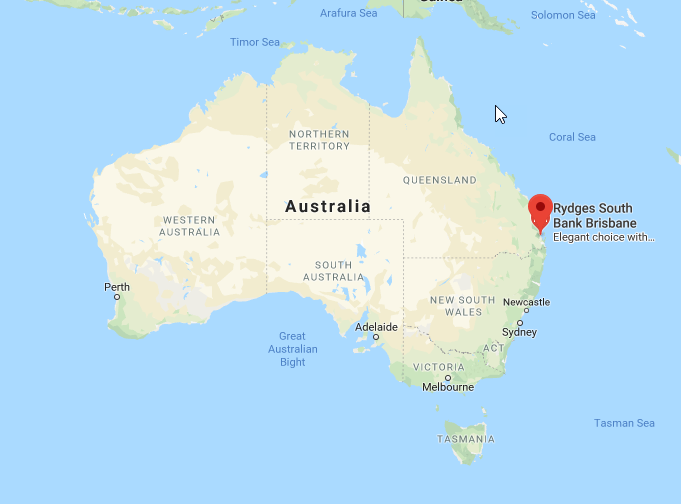 Arafura Sea
Solomon Sea
Timor Sea
Coral Sea
NORTHERN
TERRITORY
QUEENSLAND
Australia
Rydges South
Bank Brisbane
Elegant choice with...
WESTERN
AUSTRALIA
SOUTH
AUSTRALIA
Perth
NEW SOUTH
WALES
Newcastle
Sydney
Adelaide
Great
Australian
Bight
ACT
VICTORIA
Melbourne
Tasman Sea
TASMANIA